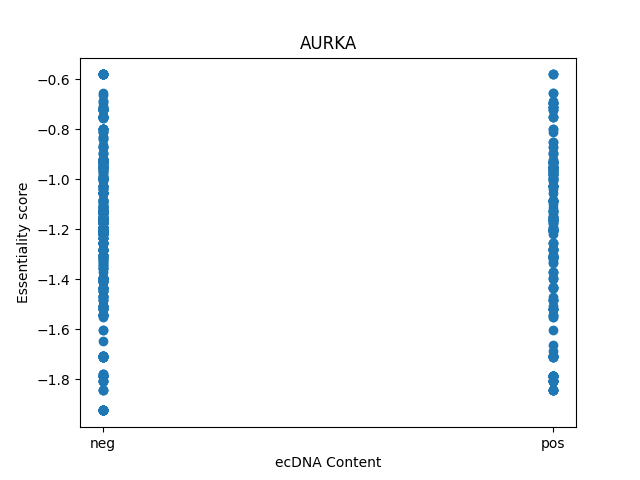 AURKA
Essentiality score
−0.6
−0.8
−1.0
−1.2
−1.4
−1.6
−1.8
neg
pos
ecDNA Content